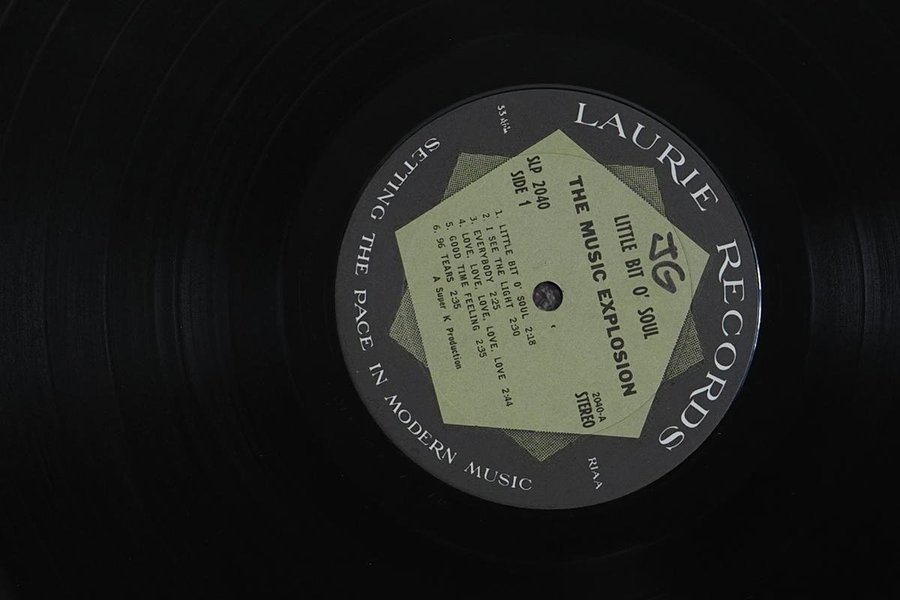 LAURIE RECORDS
JG
LITTLE BIT O' SOUL
THE MUSIC EXPLOSION
SLP 2040
SIDE 1
2040-A
STEREO
1. LITTLE BIT O' SOUL 2:18
2. I SEE THE LIGHT 2:30
3. EVERYBODY 2:25
4. LOVE, LOVE, LOVE, LOVE, LOVE 2:44
5. GOOD TIME FEELING 2:35
6. 96 TEARS 2:35
A Super K Production
33 1/3
RIAA
SETTING THE PACE IN MODERN MUSIC